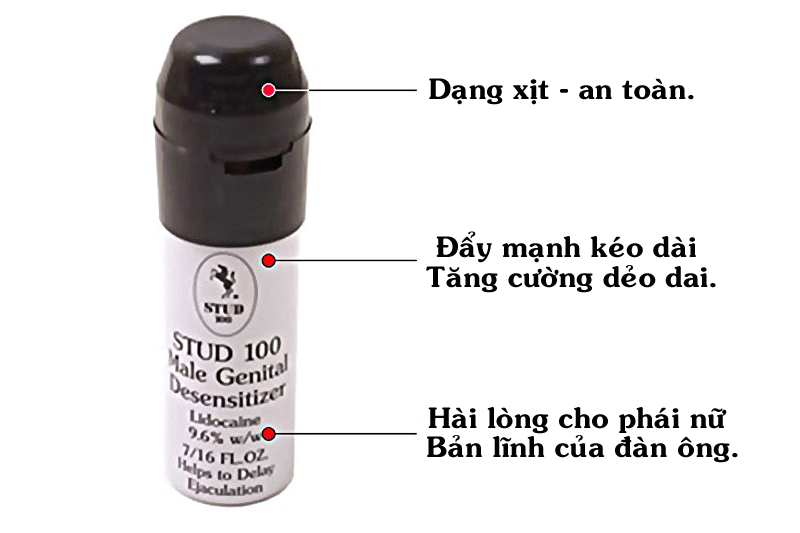 Dạng xịt - an toàn.
Đẩy mạnh kéo dài
Tăng cường dẻo dai.
STUD
100
STUD 100
Male Genital
Desensitizer
Lidocaine
9.6% w/w
7/16 FL.OZ.
Helps to Delay
Ejaculation
Hài lòng cho phái nữ
Bản lĩnh của đàn ông.